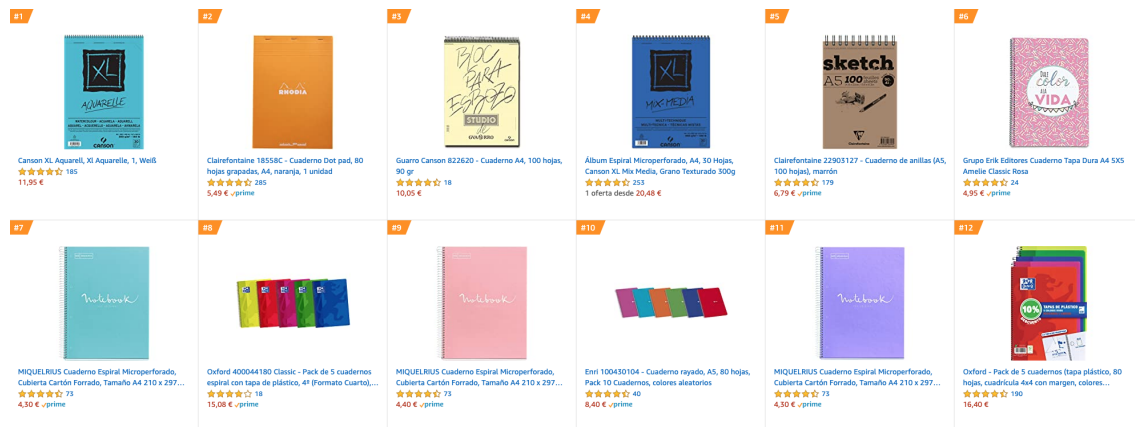 #1
#2
#3
#4
#5
#6
XL
AQUARELLE
CANSON
RHODIA
BLOC
PARA
ESBOZO
STUDIO
de
GVARRO
XL
MIX-MEDIA
CANSON
sketch
A5 100
Clairefontaine
Dale
color
a la
VIDA
Canson XL Aquarell, Xl Aquarelle, 1, Weiß
185
11,95 €
Clairefontaine 18558C - Cuaderno Dot pad, 80
hojas grapadas, A4, naranja, 1 unidad
285
5,49 € prime
Guarro Canson 822620 - Cuaderno A4, 100 hojas,
90 gr
18
10,05 €
Álbum Espiral Microperforado, A4, 30 Hojas,
Canson XL Mix Media, Grano Texturado 300g
253
1 oferta desde 20,48 €
Clairefontaine 22903127 - Cuaderno de anillas (A5,
100 hojas), marrón
179
6,79 € prime
Grupo Erik Editores Cuaderno Tapa Dura A4 5X5
Amelie Classic Rosa
24
4,95 € prime
#7
#8
#9
#10
#11
#12
Notebook
Notebook
Notebook
Oxford
10%
TAPAS DE PLÁSTICO
MIQUELRIUS Cuaderno Espiral Microperforado,
Cubierta Cartón Forrado, Tamaño A4 210 x 297...
73
4,30 € prime
Oxford 400044180 Classic - Pack de 5 cuadernos
espiral con tapa de plástico, 4º (Formato Cuarto),...
18
15,08 € prime
MIQUELRIUS Cuaderno Espiral Microperforado,
Cubierta Cartón Forrado, Tamaño A4 210 x 297...
73
4,40 € prime
Enri 100430104 - Cuaderno rayado, A5, 80 hojas,
Pack 10 Cuadernos, colores aleatorios
40
8,40 € prime
MIQUELRIUS Cuaderno Espiral Microperforado,
Cubierta Cartón Forrado, Tamaño A4 210 x 297...
73
4,30 € prime
Oxford - Pack de 5 cuadernos (tapa plástico, 80
hojas, cuadrícula 4x4 con margen, colores...
190
16,40 €